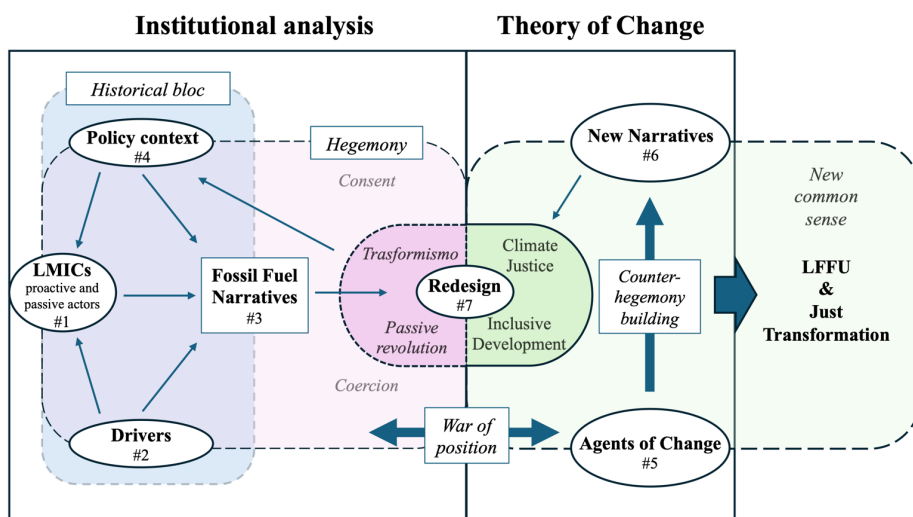 Institutional analysis
Theory of Change
Historical bloc
Policy context
#4
Hegemony
Consent
New Narratives
#6
New
common
sense
Trasformismo
Climate
Justice
LMICs
proactive and
passive actors
#1
Fossil Fuel
Narratives
#3
Redesign
#7
Counter-
hegemony
building
LFFU
&
Just
Transformation
Passive
revolution
Inclusive
Development
Coercion
Drivers
#2
War of
position
Agents of Change
#5